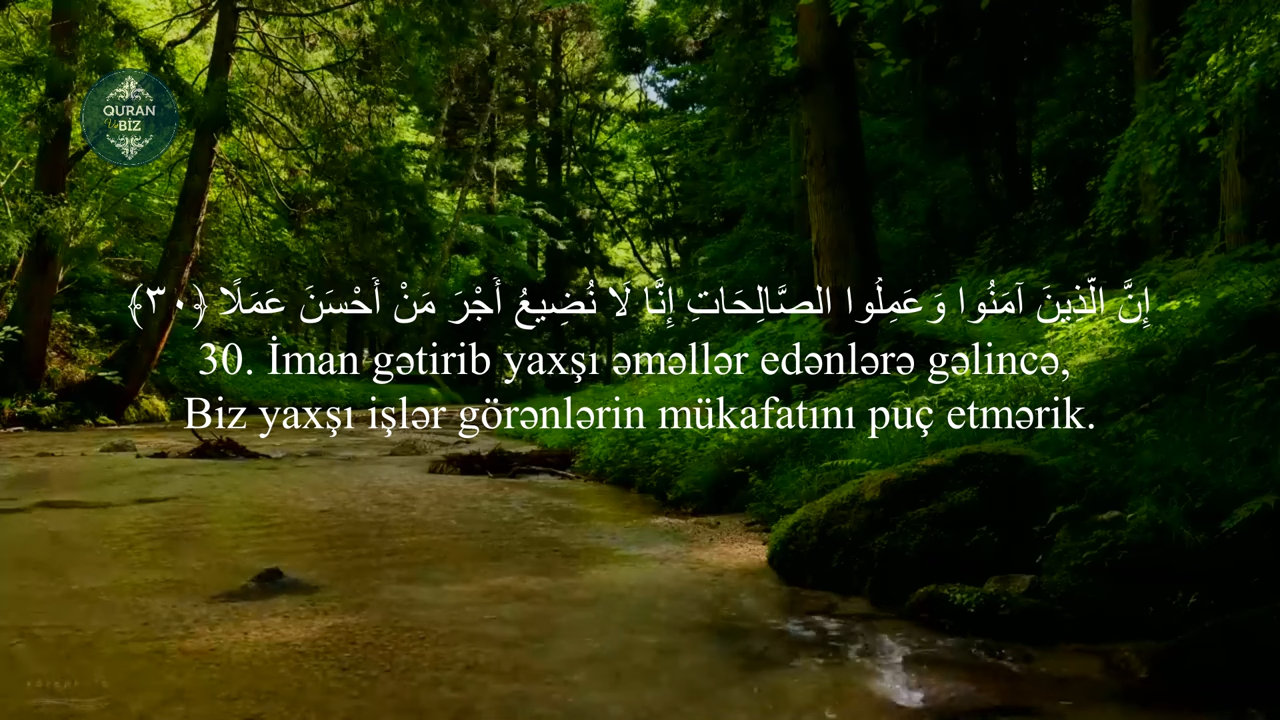 QURAN
Və BİZ
إِنَّ الَّذِينَ آمَنُوا وَعَمِلُوا الصَّالِحَاتِ إِنَّا لَا نُضِيعُ أَجْرَ مَنْ أَحْسَنَ عَمَلًا ﴿٣٠﴾
30. İman gətirib yaxşı əməllər edənlərə gəlincə,
Biz yaxşı işlər görənlərin mükafatını puç etmərik.